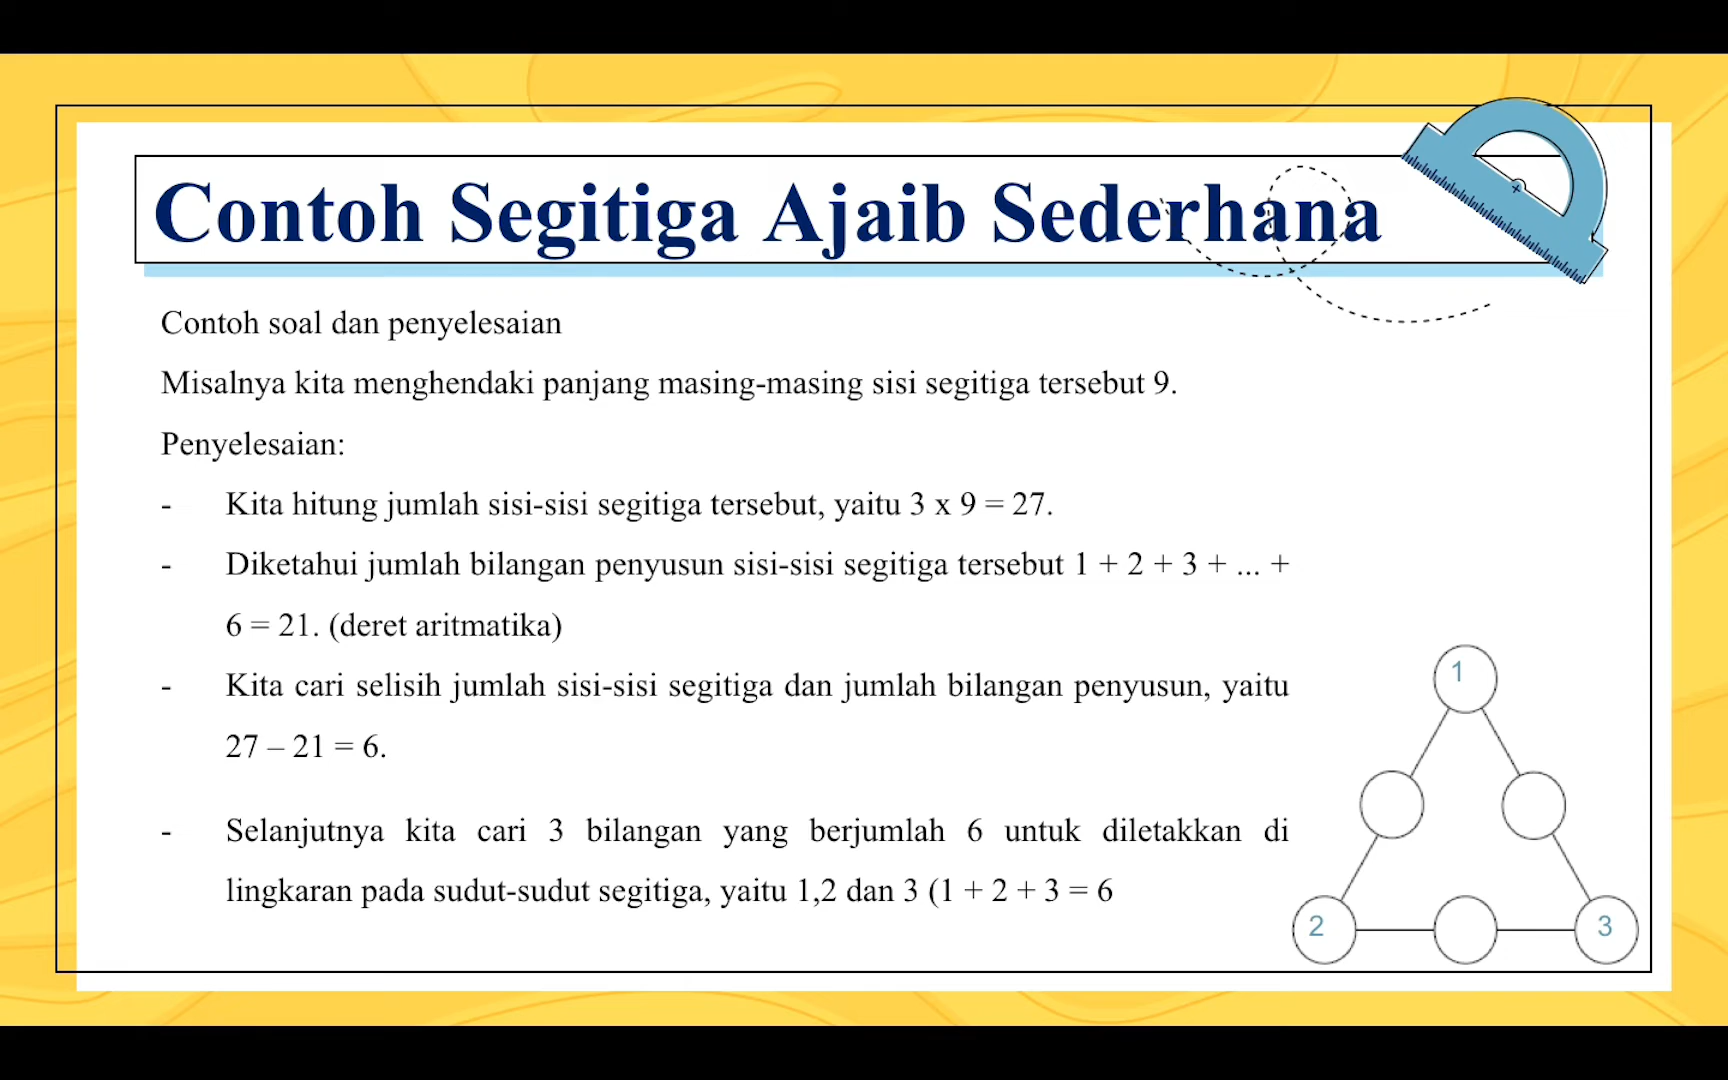 Contoh Segitiga Ajaib Sederhana
Contoh soal dan penyelesaian
Misalnya kita menghendaki panjang masing-masing sisi segitiga tersebut 9.
Penyelesaian:
- Kita hitung jumlah sisi-sisi segitiga tersebut, yaitu 3 x 9 = 27.
- Diketahui jumlah bilangan penyusun sisi-sisi segitiga tersebut 1 + 2 + 3 + ... +
6 = 21. (deret aritmatika)
- Kita cari selisih jumlah sisi-sisi segitiga dan jumlah bilangan penyusun, yaitu
27 – 21 = 6.
- Selanjutnya kita cari 3 bilangan yang berjumlah 6 untuk diletakkan di
lingkaran pada sudut-sudut segitiga, yaitu 1,2 dan 3 (1 + 2 + 3 = 6
1
2
3